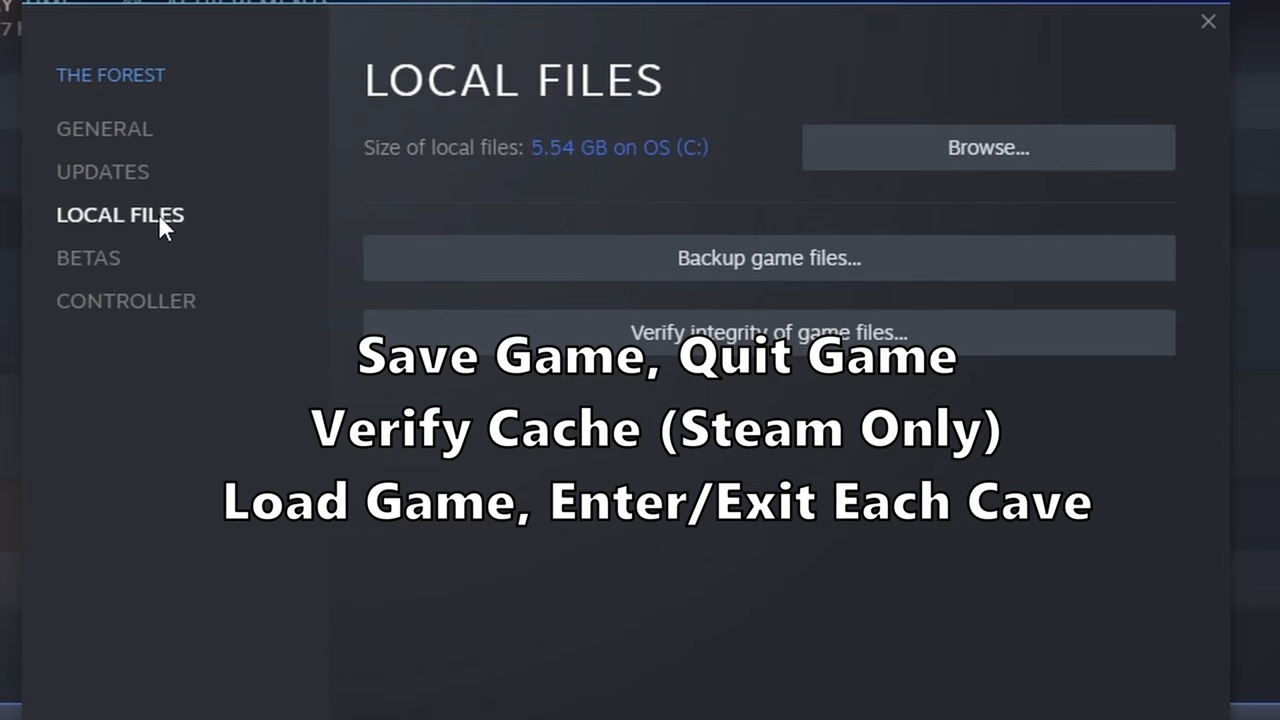 THE FOREST
GENERAL
UPDATES
LOCAL FILES
BETAS
CONTROLLER
LOCAL FILES
Size of local files: 5.54 GB on OS (C:)
Browse...
Backup game files...
Verify integrity of game files...
Save Game, Quit Game
Verify Cache (Steam Only)
Load Game, Enter/Exit Each Cave